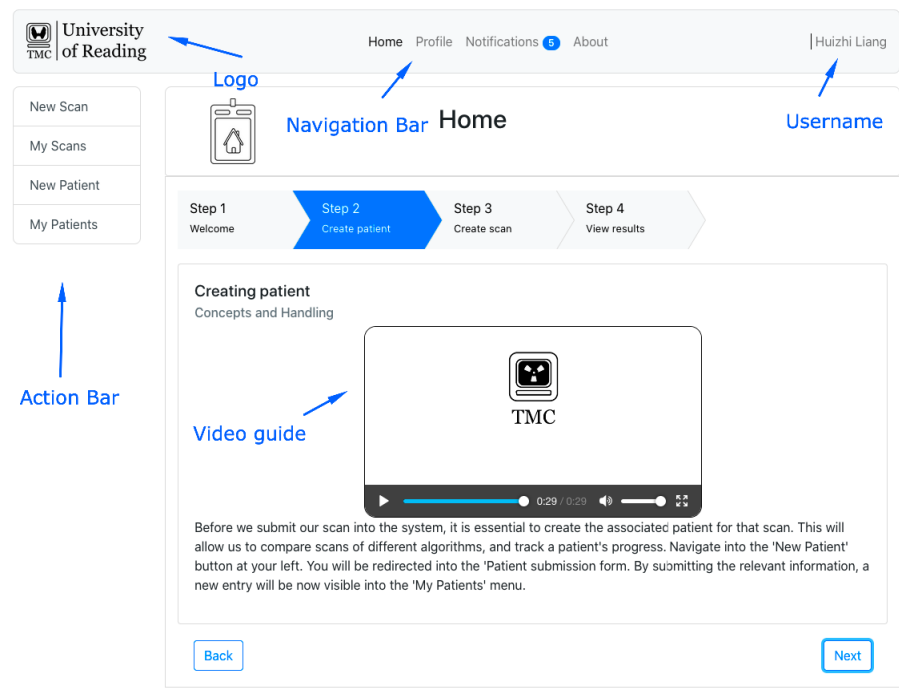 University
of Reading
TMC
Home Profile Notifications 5 About
Huizhi Liang
Logo
Navigation Bar
Username
New Scan
My Scans
New Patient
My Patients
Action Bar
Home
Step 1
Welcome
Step 2
Create patient
Step 3
Create scan
Step 4
View results
Creating patient
Concepts and Handling
Video guide
TMC
0:29 / 0:29
Before we submit our scan into the system, it is essential to create the associated patient for that scan. This will
allow us to compare scans of different algorithms, and track a patient's progress. Navigate into the 'New Patient'
button at your left. You will be redirected into the 'Patient submission form. By submitting the relevant information, a
new entry will be now visible into the 'My Patients' menu.
Back
Next